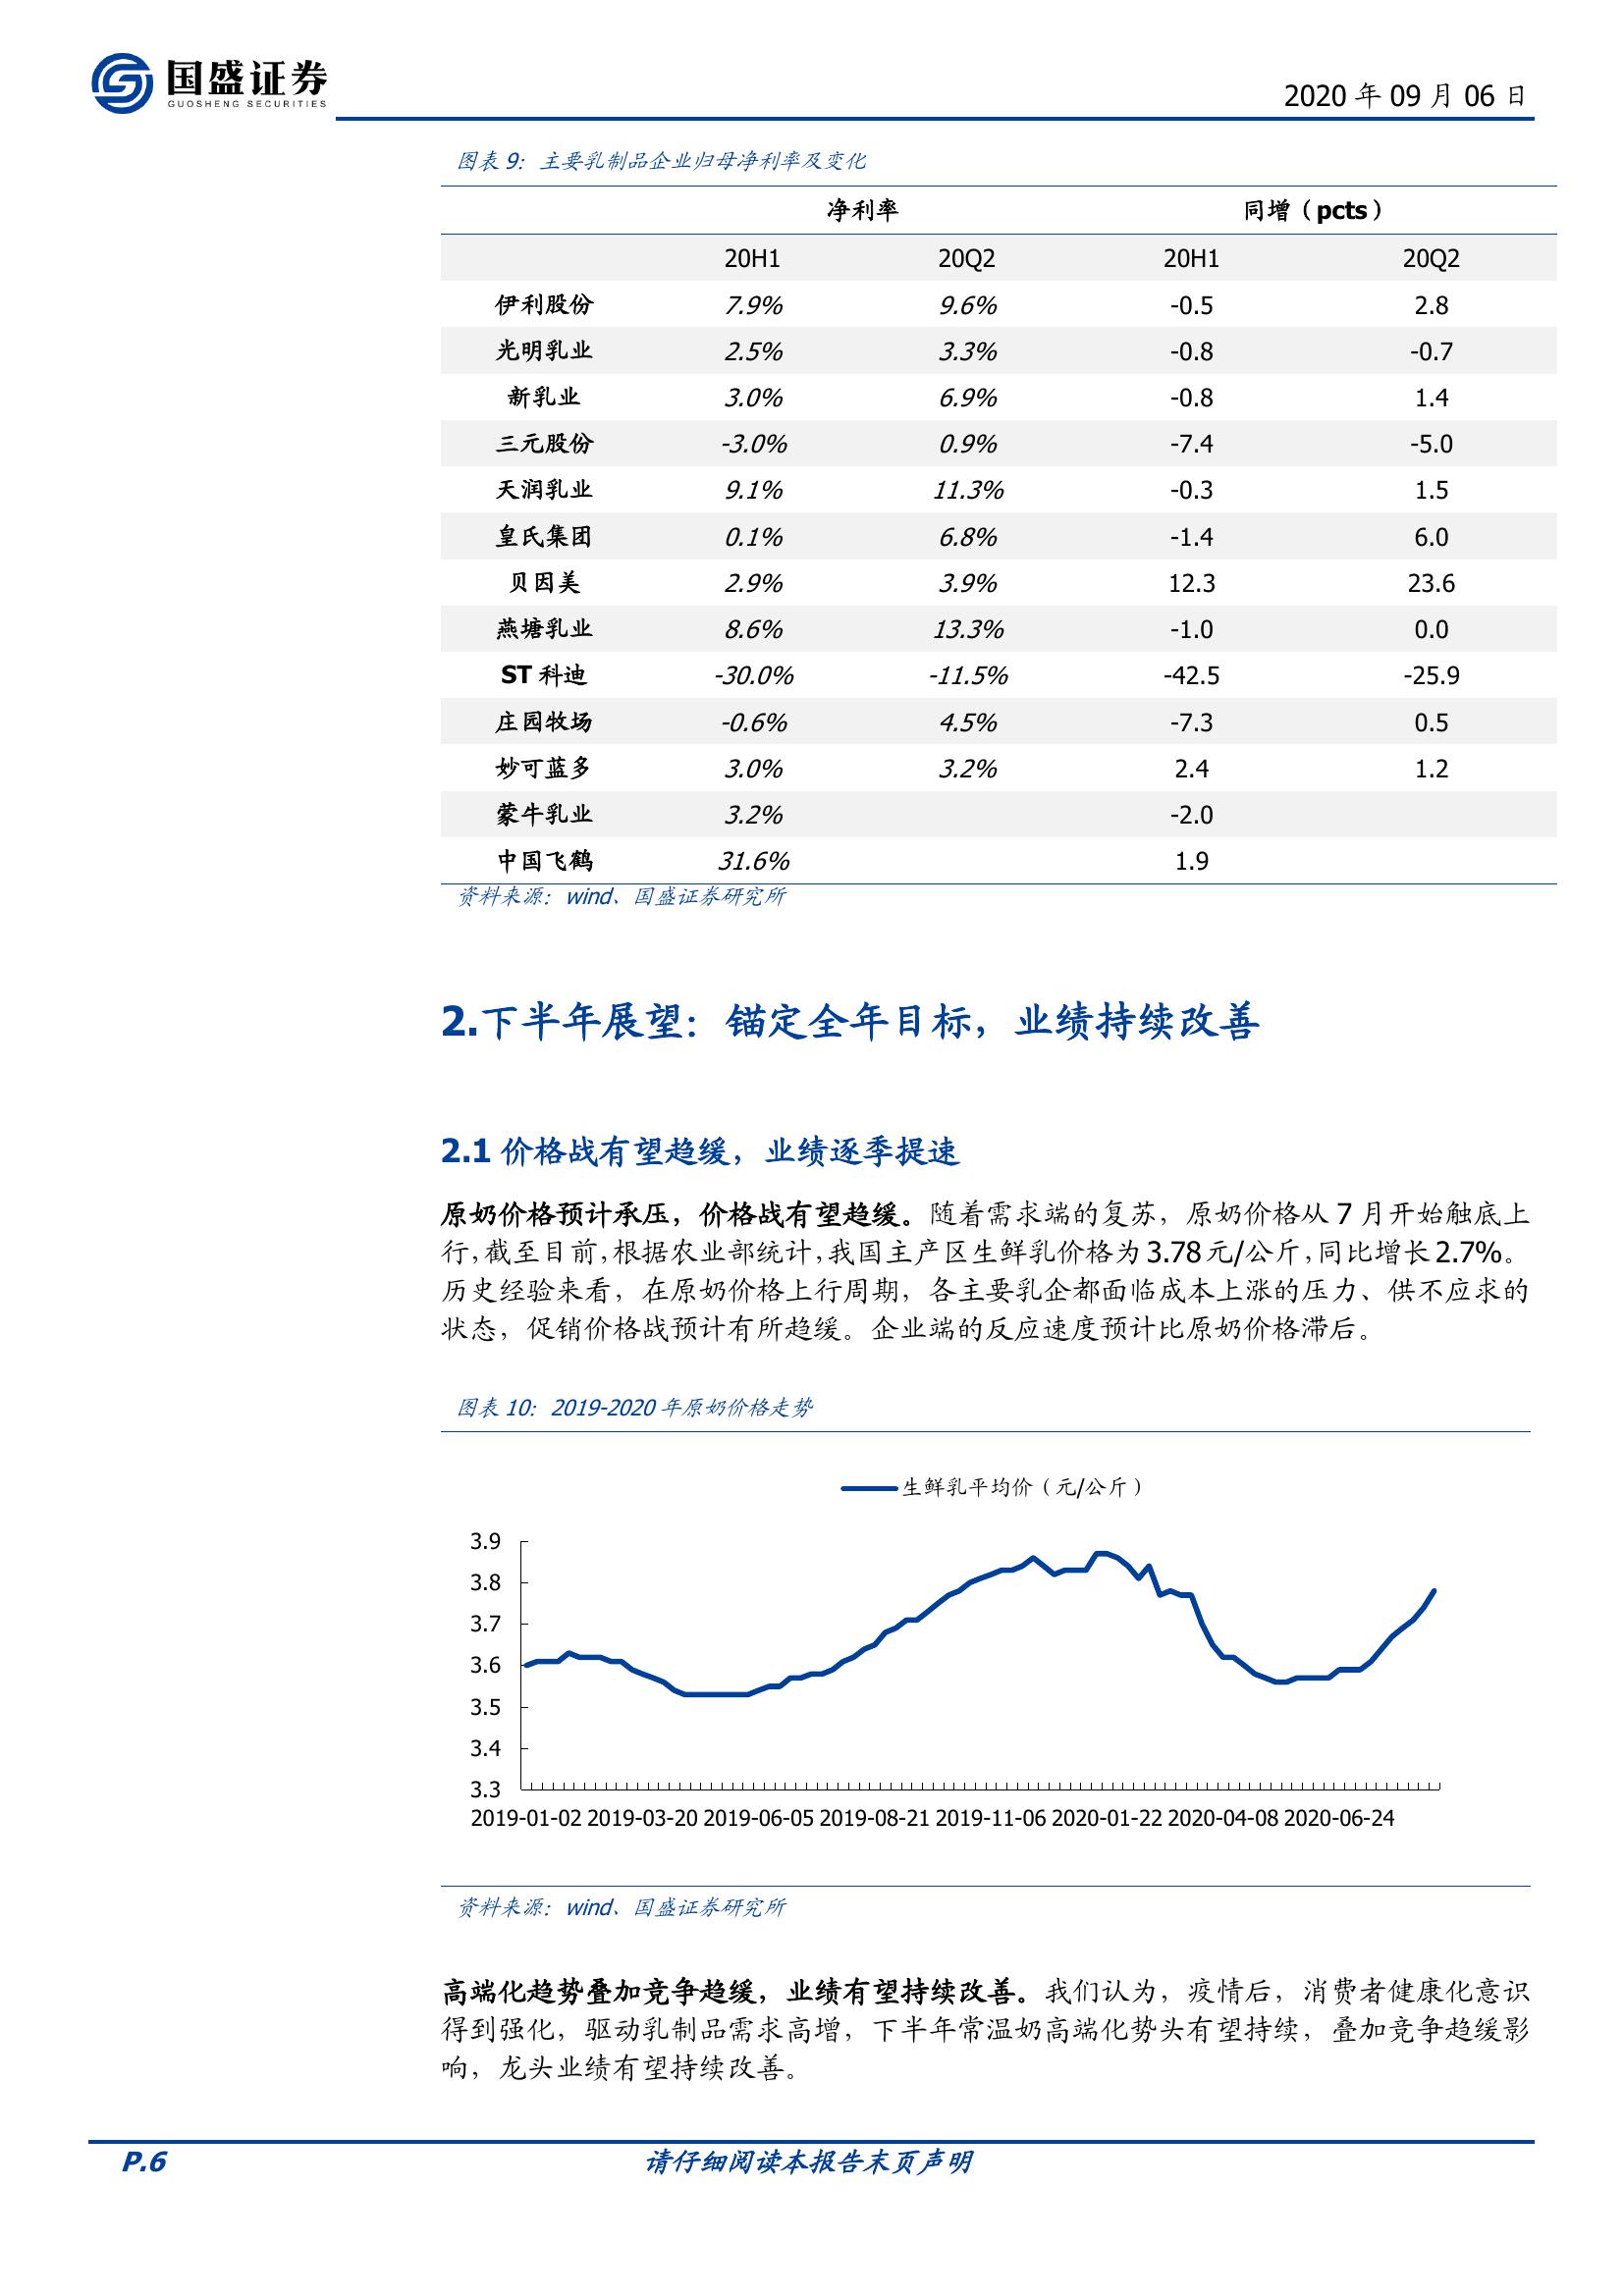 国盛证券
GUOSHENG SECURITIES
2020 年 09 月 06 日
图表 9：主要乳制品企业归母净利率及变化
净利率 同增（pcts）
20H1 20Q2 20H1 20Q2
伊利股份 7.9% 9.6% -0.5 2.8
光明乳业 2.5% 3.3% -0.8 -0.7
新乳业 3.0% 6.9% -0.8 1.4
三元股份 -3.0% 0.9% -7.4 -5.0
天润乳业 9.1% 11.3% -0.3 1.5
皇氏集团 0.1% 6.8% -1.4 6.0
贝因美 2.9% 3.9% 12.3 23.6
燕塘乳业 8.6% 13.3% -1.0 0.0
ST 科迪 -30.0% -11.5% -42.5 -25.9
庄园牧场 -0.6% 4.5% -7.3 0.5
妙可蓝多 3.0% 3.2% 2.4 1.2
蒙牛乳业 3.2% -2.0
中国飞鹤 31.6% 1.9
资料来源：wind、国盛证券研究所
2.下半年展望：锚定全年目标，业绩持续改善
2.1 价格战有望趋缓，业绩逐季提速
原奶价格预计承压，价格战有望趋缓。随着需求端的复苏，原奶价格从 7 月开始触底上
行，截至目前，根据农业部统计，我国主产区生鲜乳价格为 3.78 元/公斤，同比增长 2.7%。
历史经验来看，在原奶价格上行周期，各主要乳企都面临成本上涨的压力、供不应求的
状态，促销价格战预计有所趋缓。企业端的反应速度预计比原奶价格滞后。
图表 10：2019-2020 年原奶价格走势
生鲜乳平均价（元/公斤）
3.9
3.8
3.7
3.6
3.5
3.4
3.3
2019-01-02 2019-03-20 2019-06-05 2019-08-21 2019-11-06 2020-01-22 2020-04-08 2020-06-24
资料来源：wind、国盛证券研究所
高端化趋势叠加竞争趋缓，业绩有望持续改善。我们认为，疫情后，消费者健康化意识
得到强化，驱动乳制品需求高增，下半年常温奶高端化势头有望持续，叠加竞争趋缓影
响，龙头业绩有望持续改善。
P.6 请仔细阅读本报告末页声明